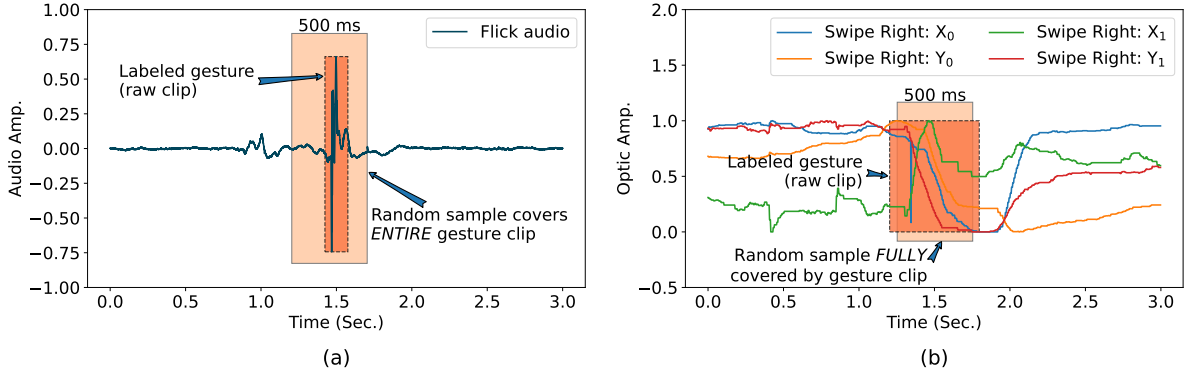 500 ms
Flick audio
Labeled gesture
(raw clip)
Random sample covers
ENTIRE gesture clip
Audio Amp.
1.00
0.75
0.50
0.25
0.00
−0.25
−0.50
−0.75
−1.00
0.0 0.5 1.0 1.5 2.0 2.5 3.0
Time (Sec.)
(a)
Swipe Right: X₀
Swipe Right: Y₀
Swipe Right: X₁
Swipe Right: Y₁
500 ms
Labeled gesture
(raw clip)
Random sample FULLY
covered by gesture clip
Optic Amp.
2.0
1.5
1.0
0.5
0.0
−0.5
0.0 0.5 1.0 1.5 2.0 2.5 3.0
Time (Sec.)
(b)